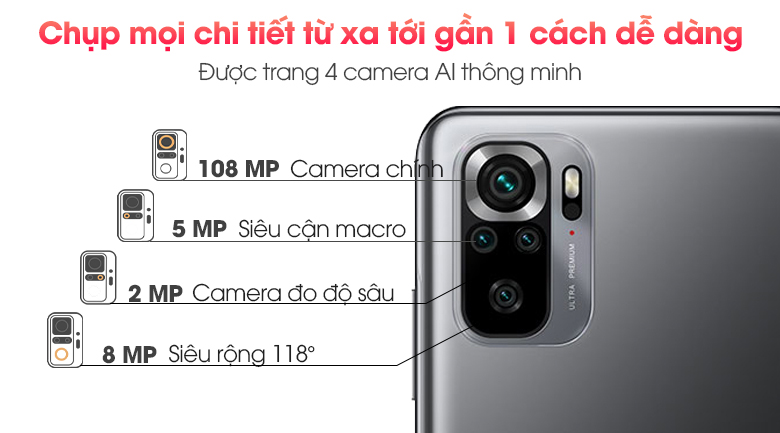 Chụp mọi chi tiết từ xa tới gần 1 cách dễ dàng
Được trang 4 camera AI thông minh
108 MP Camera chính
5 MP Siêu cận macro
2 MP Camera đo độ sâu
8 MP Siêu rộng 118°
ULTRA PREMIUM